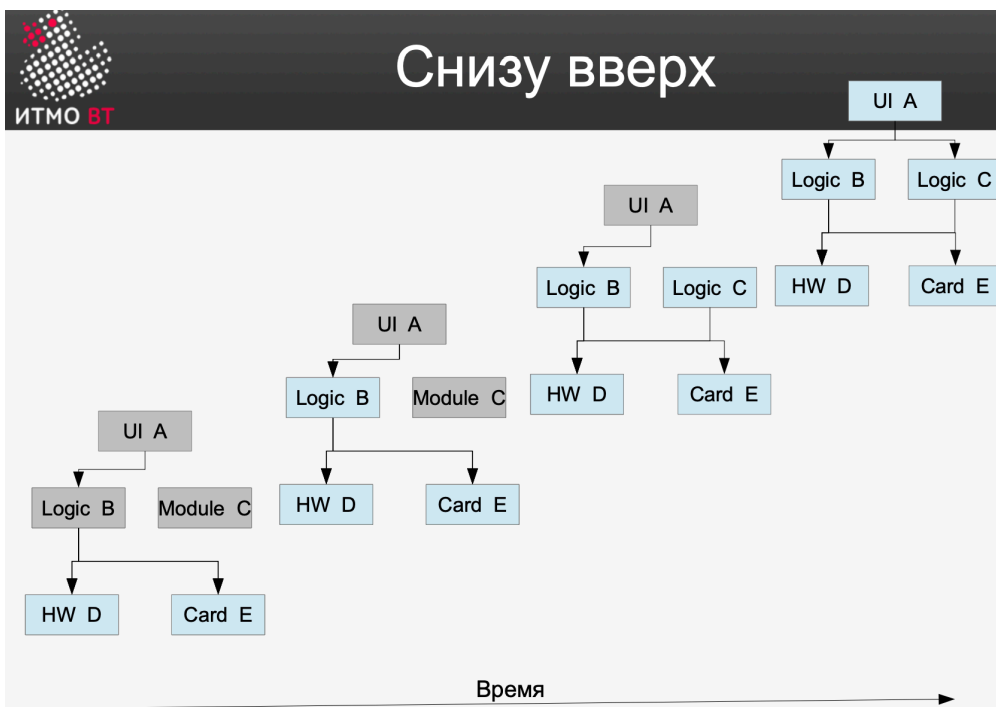 ИТМО ВТ
Снизу вверх
UI A
Logic B
Logic C
HW D
Card E
UI A
Logic B
Logic C
HW D
Card E
UI A
Logic B
Module C
HW D
Card E
UI A
Logic B
Module C
HW D
Card E
Время